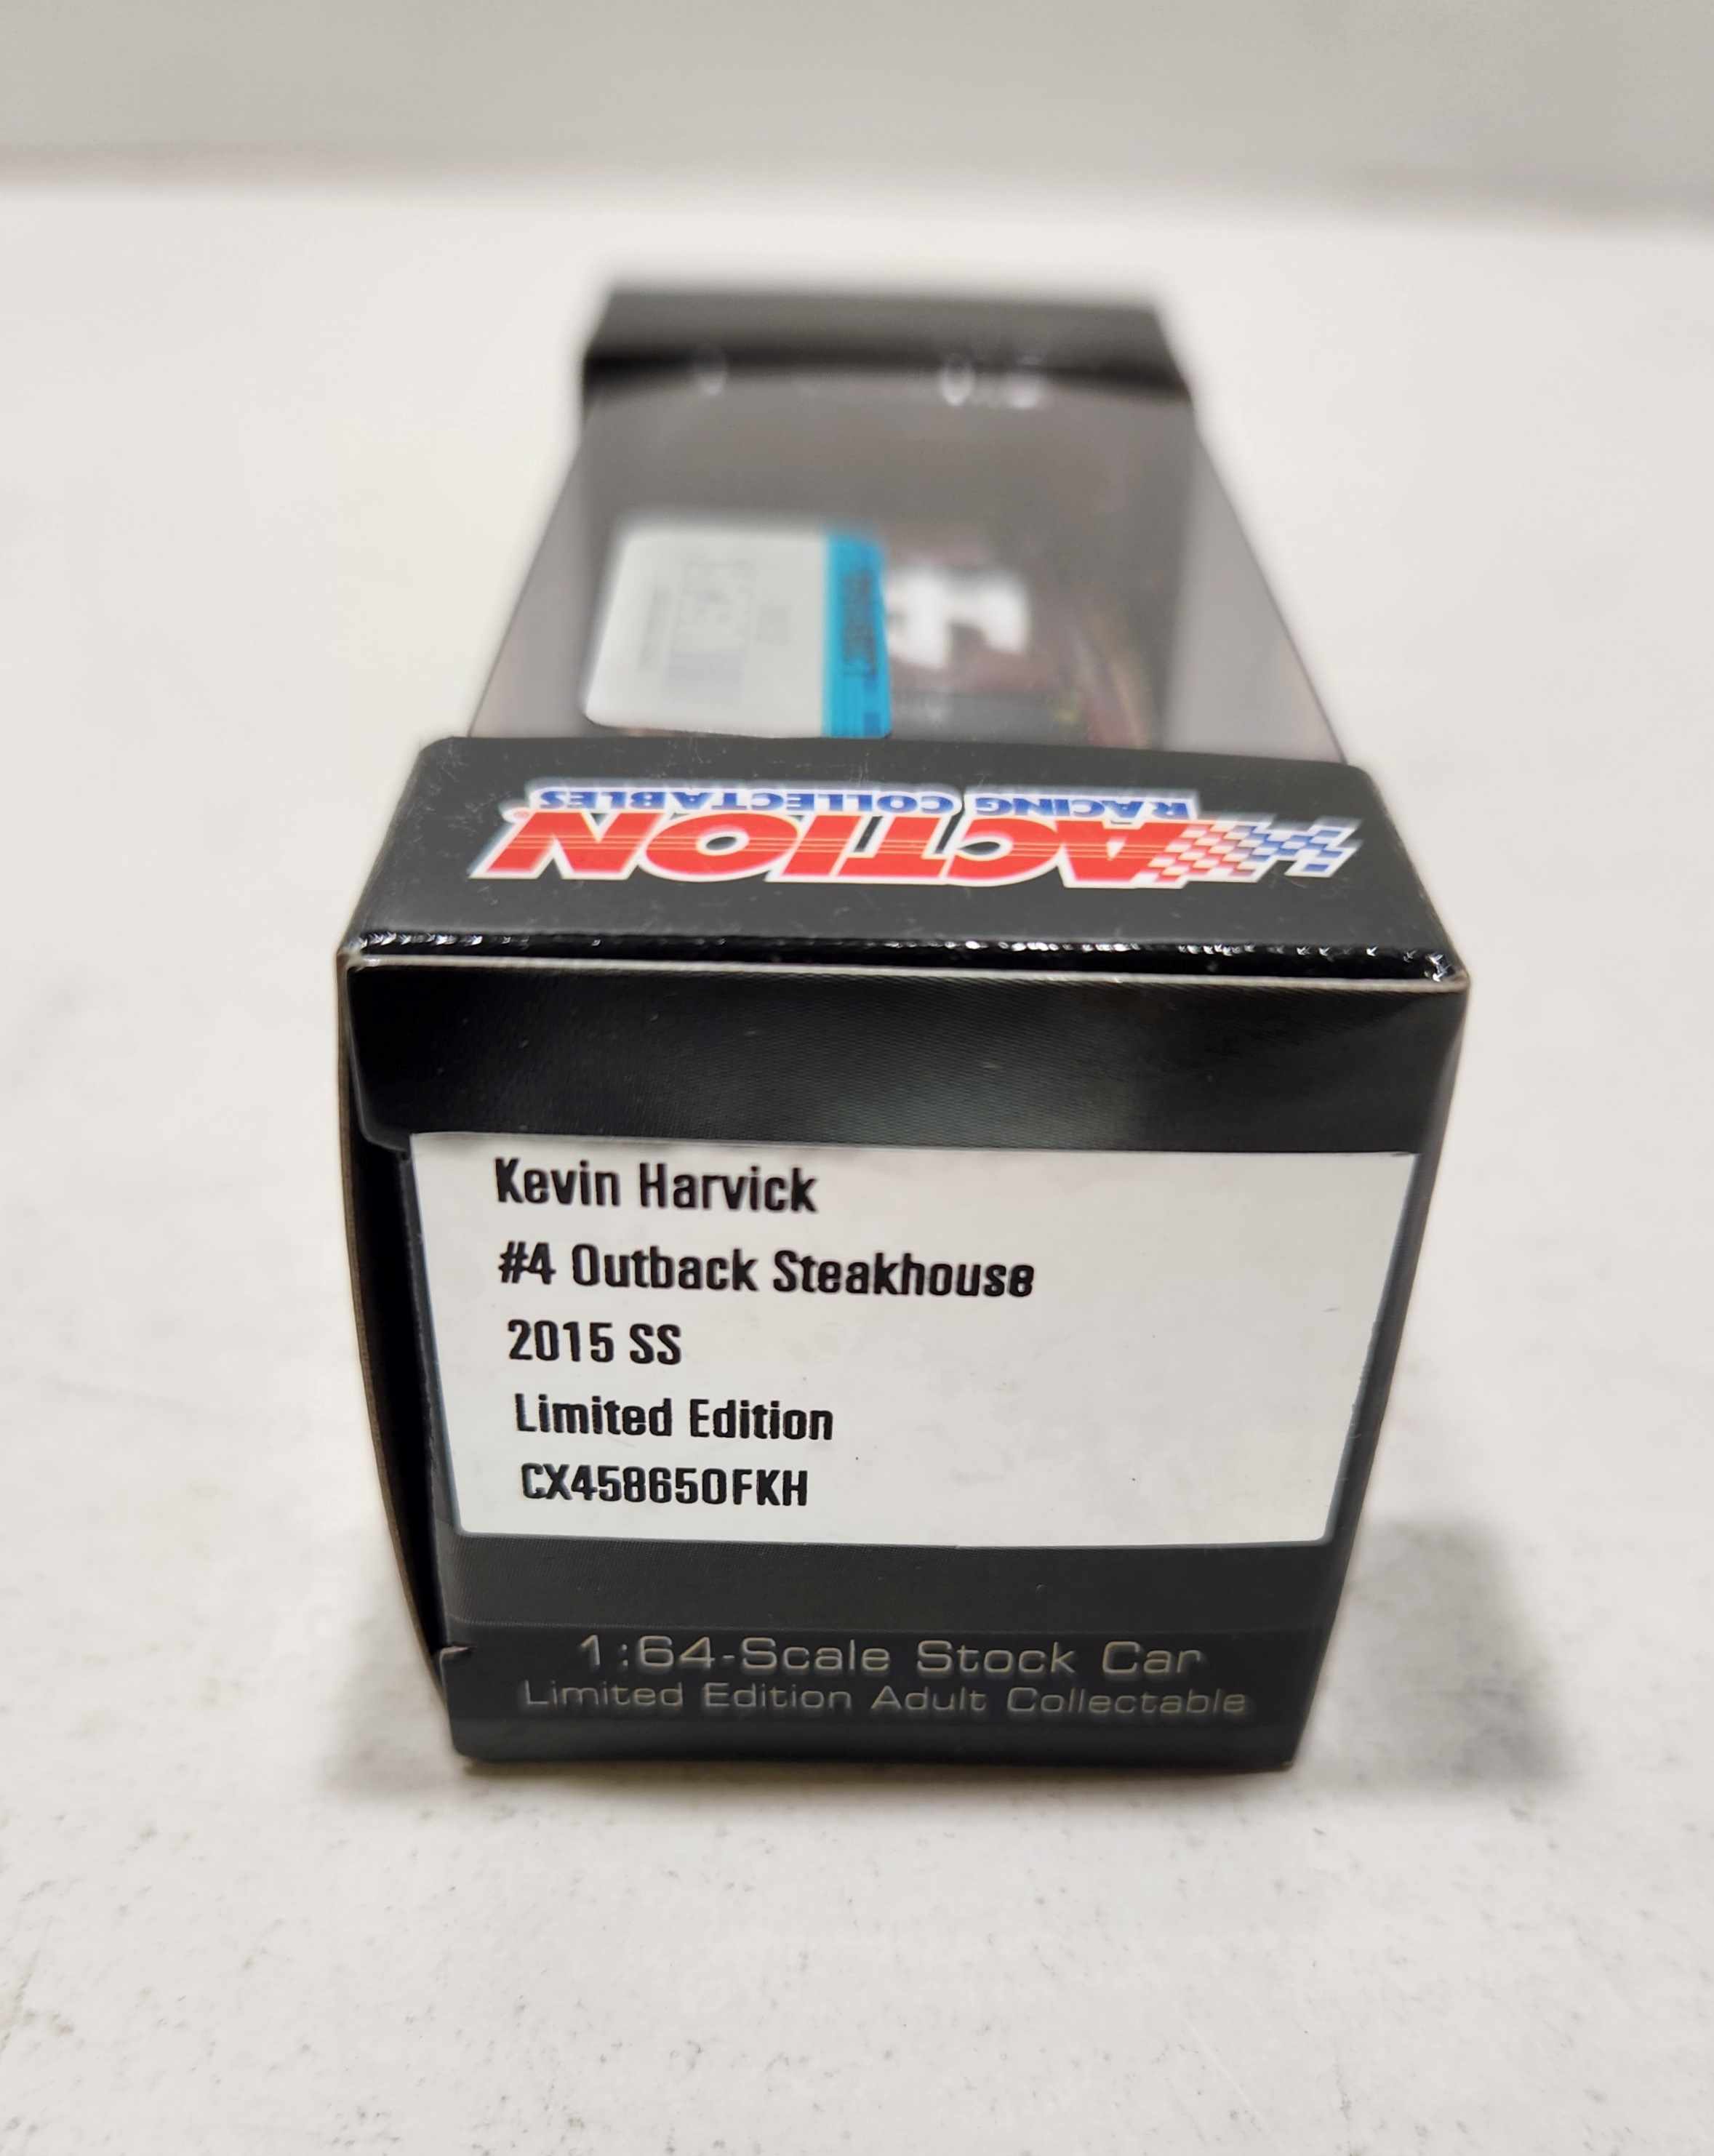 ACTION®
RACING COLLECTABLES
Kevin Harvick
#4 Outback Steakhouse
2015 SS
Limited Edition
CX458650FKH
1:64-Scale Stock Car
Limited Edition Adult Collectable
4